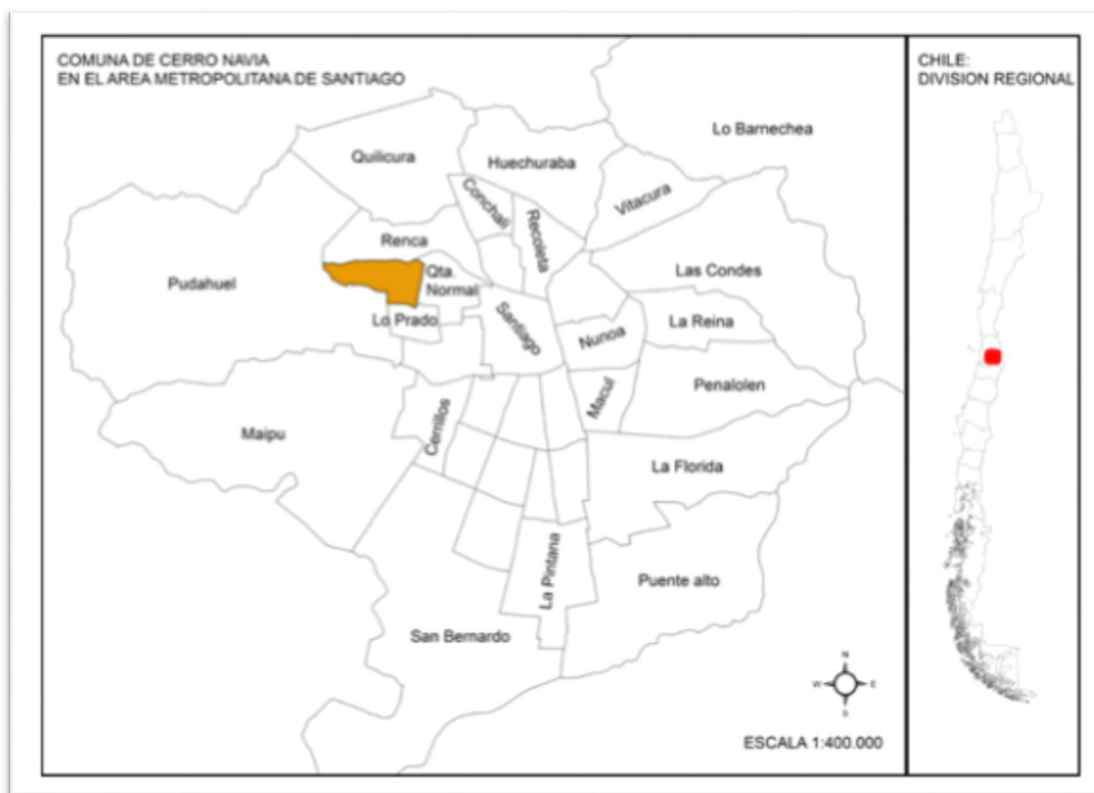 COMUNA DE CERRO NAVIA
EN EL AREA METROPOLITANA DE SANTIAGO
CHILE:
DIVISION REGIONAL
Lo Barnechea
Quilicura
Huechuraba
Vitacura
Conchali
Recoleta
Renca
Las Condes
Pudahuel
Qta.
Normal
Lo Prado
Santiago
La Reina
Nunoa
Penalolen
Macul
Maipu
Cerrillos
La Florida
La Pintana
Puente alto
San Bernardo
N
W
E
S
ESCALA 1:400.000